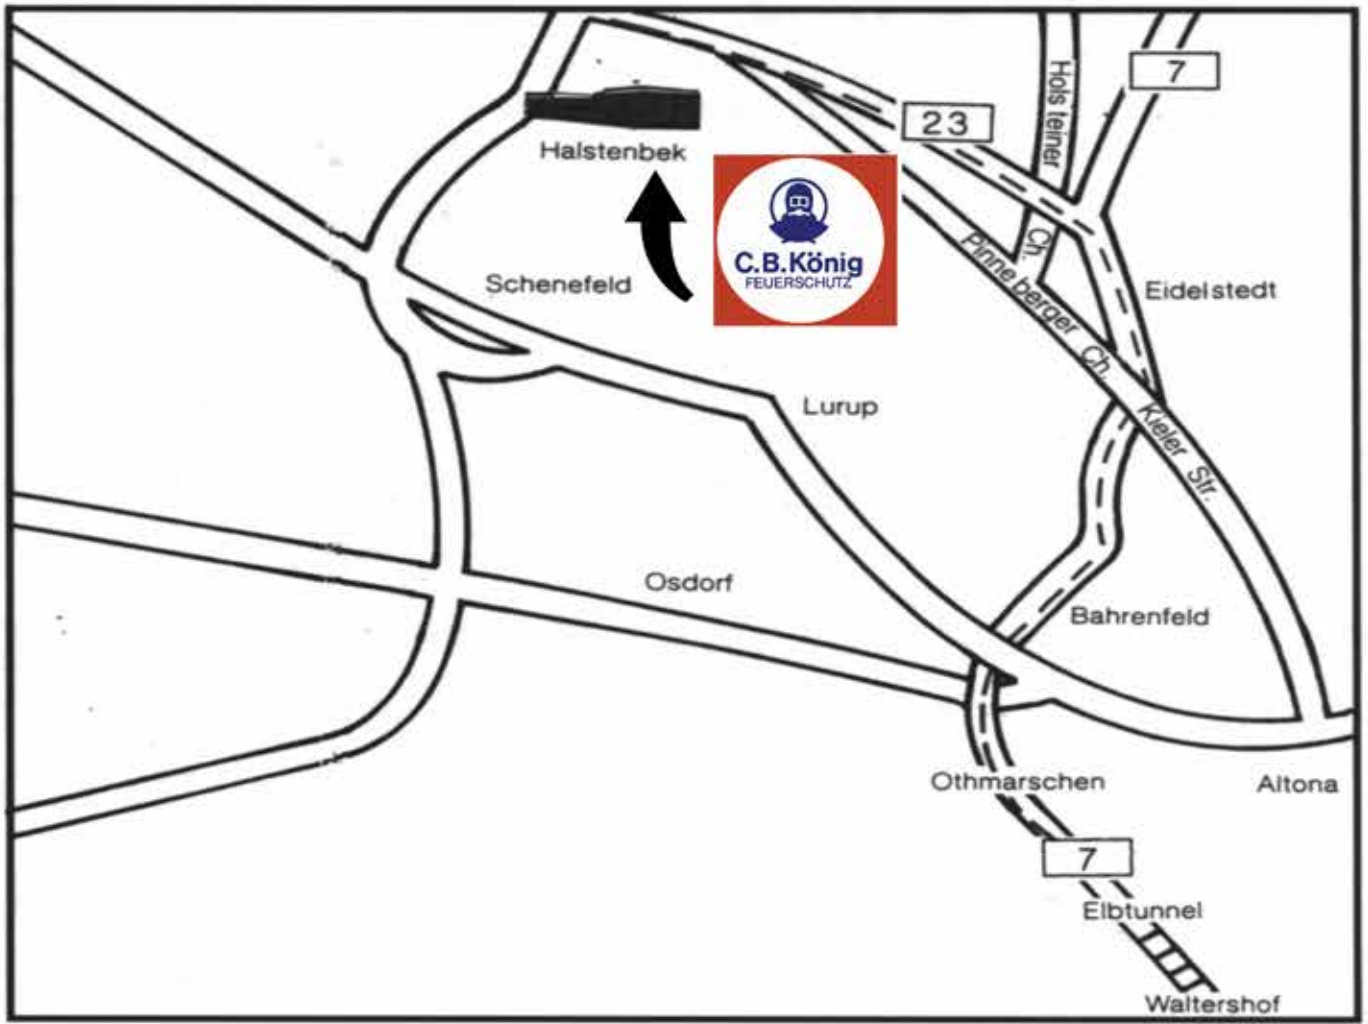 7
23
Holsteiner Ch.
Halstenbek
C.B.König
FEUERSCHUTZ
Pinneberger Ch.
Schenefeld
Eidelstedt
Lurup
Kieler Str.
Osdorf
Bahrenfeld
Othmarschen
Altona
7
Elbtunnel
Waltershof